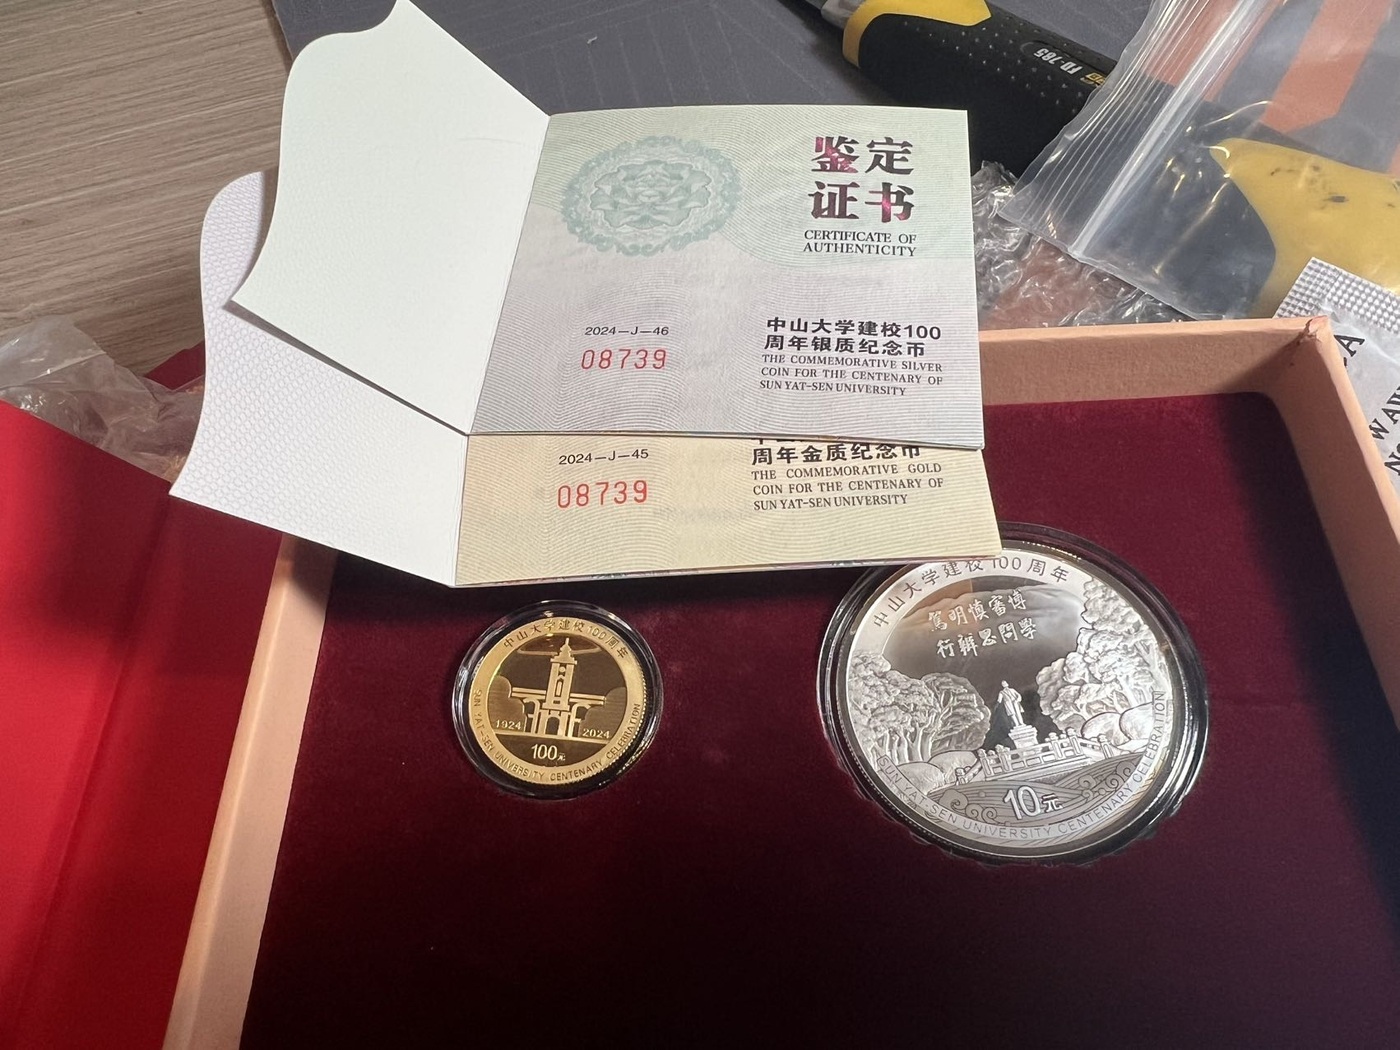 FD-785
鉴定
证书
CERTIFICATE OF
AUTHENTICITY
2024-J-46
08739
中山大学建校100
周年银质纪念币
THE COMMEMORATIVE SILVER
COIN FOR THE CENTENARY OF
SUN YAT-SEN UNIVERSITY
2024-J-45
08739
周年金质纪念币
THE COMMEMORATIVE GOLD
COIN FOR THE CENTENARY OF
SUN YAT-SEN UNIVERSITY
中山大学建校100周年
1924
2024
100元
SUN YAT-SEN UNIVERSITY CENTENARY CELEBRATION
中山大学建校100周年
博審慎明篤
學問思辨行
10元
SUN YAT-SEN UNIVERSITY CENTENARY CELEBRATION